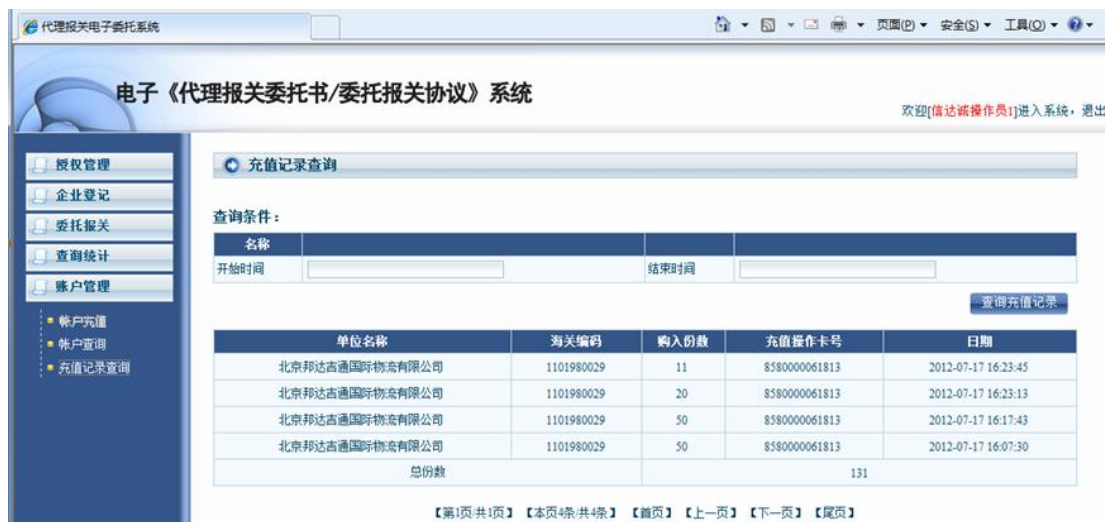 代理报关电子委托系统
页面(P) 安全(S) 工具(O)
电子《代理报关委托书/委托报关协议》系统
欢迎[信达诚操作员1]进入系统，退出
授权管理
企业登记
委托报关
查询统计
账户管理
帐户充值
帐户查询
充值记录查询
充值记录查询
查询条件：
名称
开始时间 结束时间
查询充值记录
单位名称 海关编码 购入份数 充值操作卡号 日期
北京邦达吉通国际物流有限公司 1101980029 11 8580000061813 2012-07-17 16:23:45
北京邦达吉通国际物流有限公司 1101980029 20 8580000061813 2012-07-17 16:23:13
北京邦达吉通国际物流有限公司 1101980029 50 8580000061813 2012-07-17 16:17:43
北京邦达吉通国际物流有限公司 1101980029 50 8580000061813 2012-07-17 16:07:30
总份数 131
【第1页/共1页】 【本页4条/共4条】 【首页】 【上一页】 【下一页】 【尾页】